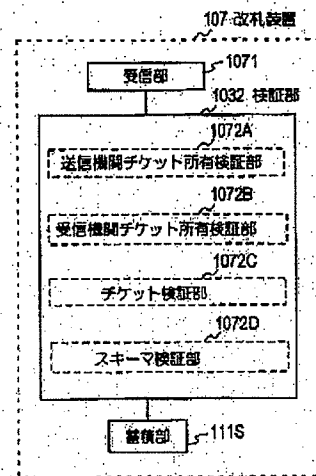 107 改札装置
受信部 1071
1032 検証部
1072A
送信機関チケット所有検証部
1072B
受信機関チケット所有検証部
1072C
チケット検証部
1072D
スキーマ検証部
蓄積部 111S